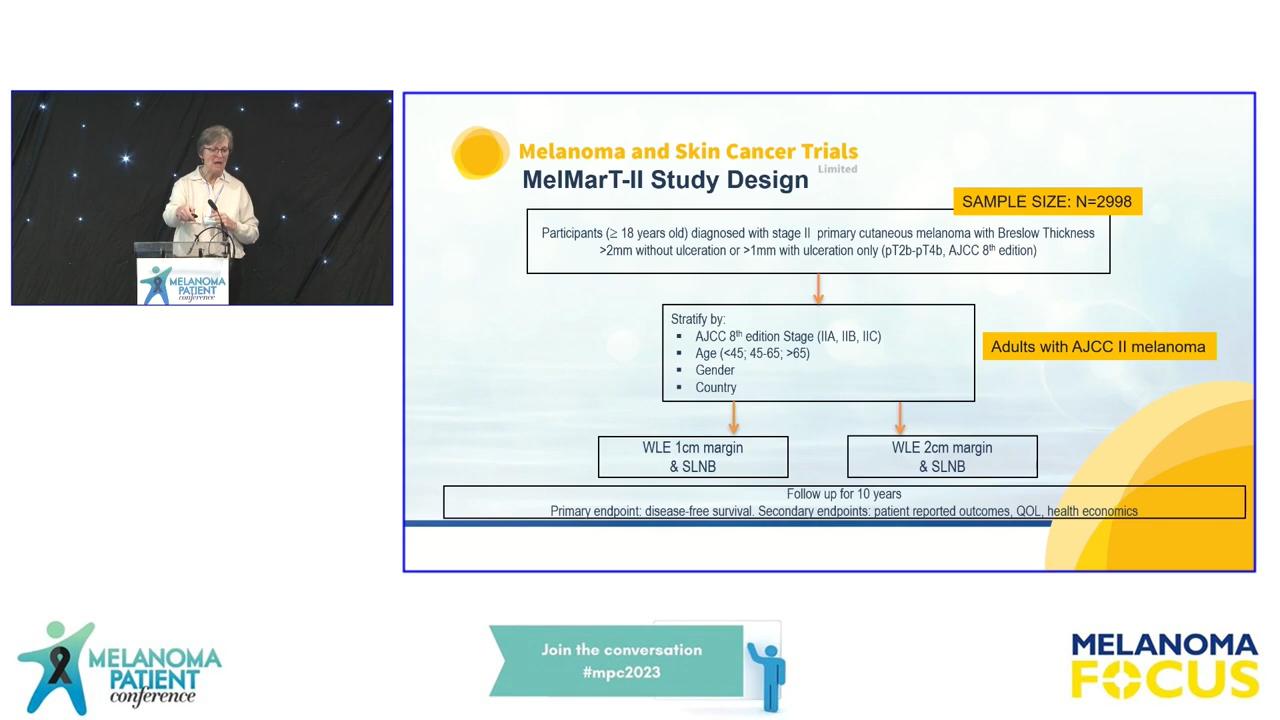 MELANOMA
PATIENT
conference
Melanoma and Skin Cancer Trials
Limited
MelMarT-II Study Design
SAMPLE SIZE: N=2998
Participants (≥ 18 years old) diagnosed with stage II primary cutaneous melanoma with Breslow Thickness
>2mm without ulceration or >1mm with ulceration only (pT2b-pT4b, AJCC 8th edition)
Stratify by:
▪ AJCC 8th edition Stage (IIA, IIB, IIC)
▪ Age (<45; 45-65; >65)
▪ Gender
▪ Country
Adults with AJCC II melanoma
WLE 1cm margin
& SLNB
WLE 2cm margin
& SLNB
Follow up for 10 years
Primary endpoint: disease-free survival. Secondary endpoints: patient reported outcomes, QOL, health economics
MELANOMA
PATIENT
conference
Join the conversation
#mpc2023
MELANOMA
FOCUS